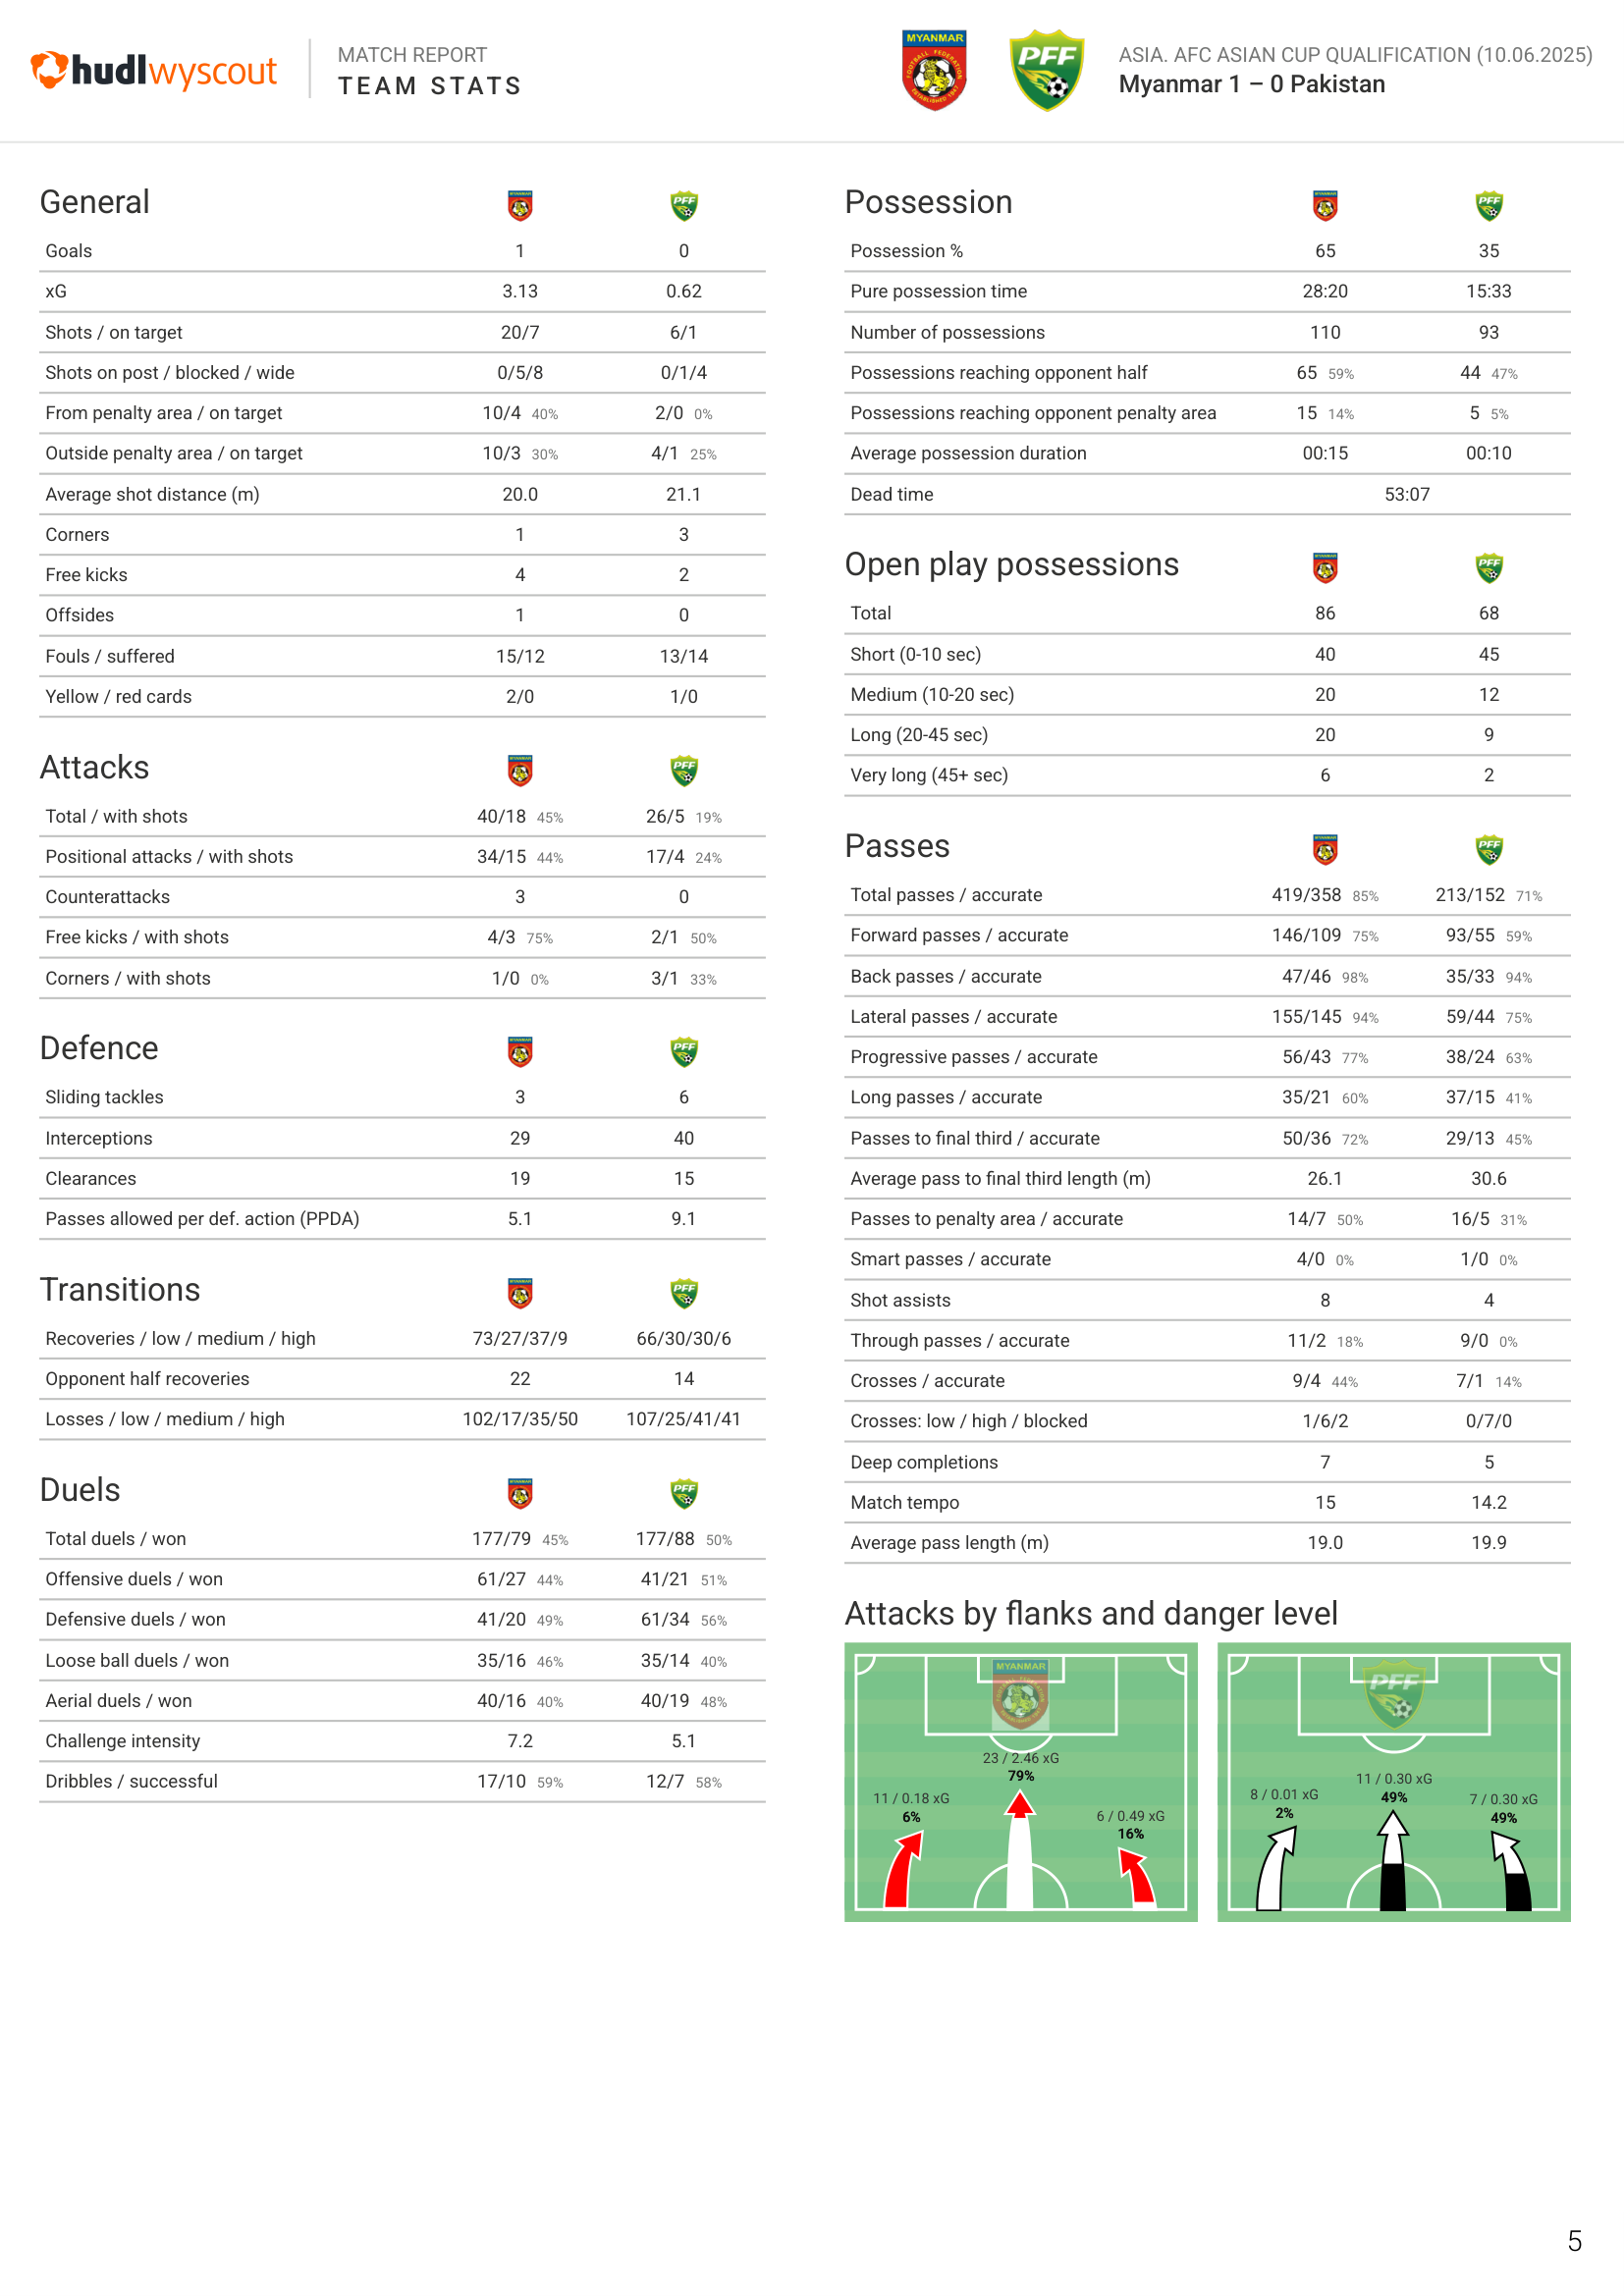 hudlwyscout
MATCH REPORT
TEAM STATS
MYANMAR
PFF
ASIA. AFC ASIAN CUP QUALIFICATION (10.06.2025)
Myanmar 1 – 0 Pakistan
General
Goals 1 0
xG 3.13 0.62
Shots / on target 20/7 6/1
Shots on post / blocked / wide 0/5/8 0/1/4
From penalty area / on target 10/4 40% 2/0 0%
Outside penalty area / on target 10/3 30% 4/1 25%
Average shot distance (m) 20.0 21.1
Corners 1 3
Free kicks 4 2
Offsides 1 0
Fouls / suffered 15/12 13/14
Yellow / red cards 2/0 1/0
Attacks
Total / with shots 40/18 45% 26/5 19%
Positional attacks / with shots 34/15 44% 17/4 24%
Counterattacks 3 0
Free kicks / with shots 4/3 75% 2/1 50%
Corners / with shots 1/0 0% 3/1 33%
Defence
Sliding tackles 3 6
Interceptions 29 40
Clearances 19 15
Passes allowed per def. action (PPDA) 5.1 9.1
Transitions
Recoveries / low / medium / high 73/27/37/9 66/30/30/6
Opponent half recoveries 22 14
Losses / low / medium / high 102/17/35/50 107/25/41/41
Duels
Total duels / won 177/79 45% 177/88 50%
Offensive duels / won 61/27 44% 41/21 51%
Defensive duels / won 41/20 49% 61/34 56%
Loose ball duels / won 35/16 46% 35/14 40%
Aerial duels / won 40/16 40% 40/19 48%
Challenge intensity 7.2 5.1
Dribbles / successful 17/10 59% 12/7 58%
Possession
Possession % 65 35
Pure possession time 28:20 15:33
Number of possessions 110 93
Possessions reaching opponent half 65 59% 44 47%
Possessions reaching opponent penalty area 15 14% 5 5%
Average possession duration 00:15 00:10
Dead time 53:07
Open play possessions
Total 86 68
Short (0-10 sec) 40 45
Medium (10-20 sec) 20 12
Long (20-45 sec) 20 9
Very long (45+ sec) 6 2
Passes
Total passes / accurate 419/358 85% 213/152 71%
Forward passes / accurate 146/109 75% 93/55 59%
Back passes / accurate 47/46 98% 35/33 94%
Lateral passes / accurate 155/145 94% 59/44 75%
Progressive passes / accurate 56/43 77% 38/24 63%
Long passes / accurate 35/21 60% 37/15 41%
Passes to final third / accurate 50/36 72% 29/13 45%
Average pass to final third length (m) 26.1 30.6
Passes to penalty area / accurate 14/7 50% 16/5 31%
Smart passes / accurate 4/0 0% 1/0 0%
Shot assists 8 4
Through passes / accurate 11/2 18% 9/0 0%
Crosses / accurate 9/4 44% 7/1 14%
Crosses: low / high / blocked 1/6/2 0/7/0
Deep completions 7 5
Match tempo 15 14.2
Average pass length (m) 19.0 19.9
Attacks by flanks and danger level
MYANMAR
11 / 0.18 xG
6%
23 / 2.46 xG
79%
6 / 0.49 xG
16%
PFF
8 / 0.01 xG
2%
11 / 0.30 xG
49%
7 / 0.30 xG
49%
5